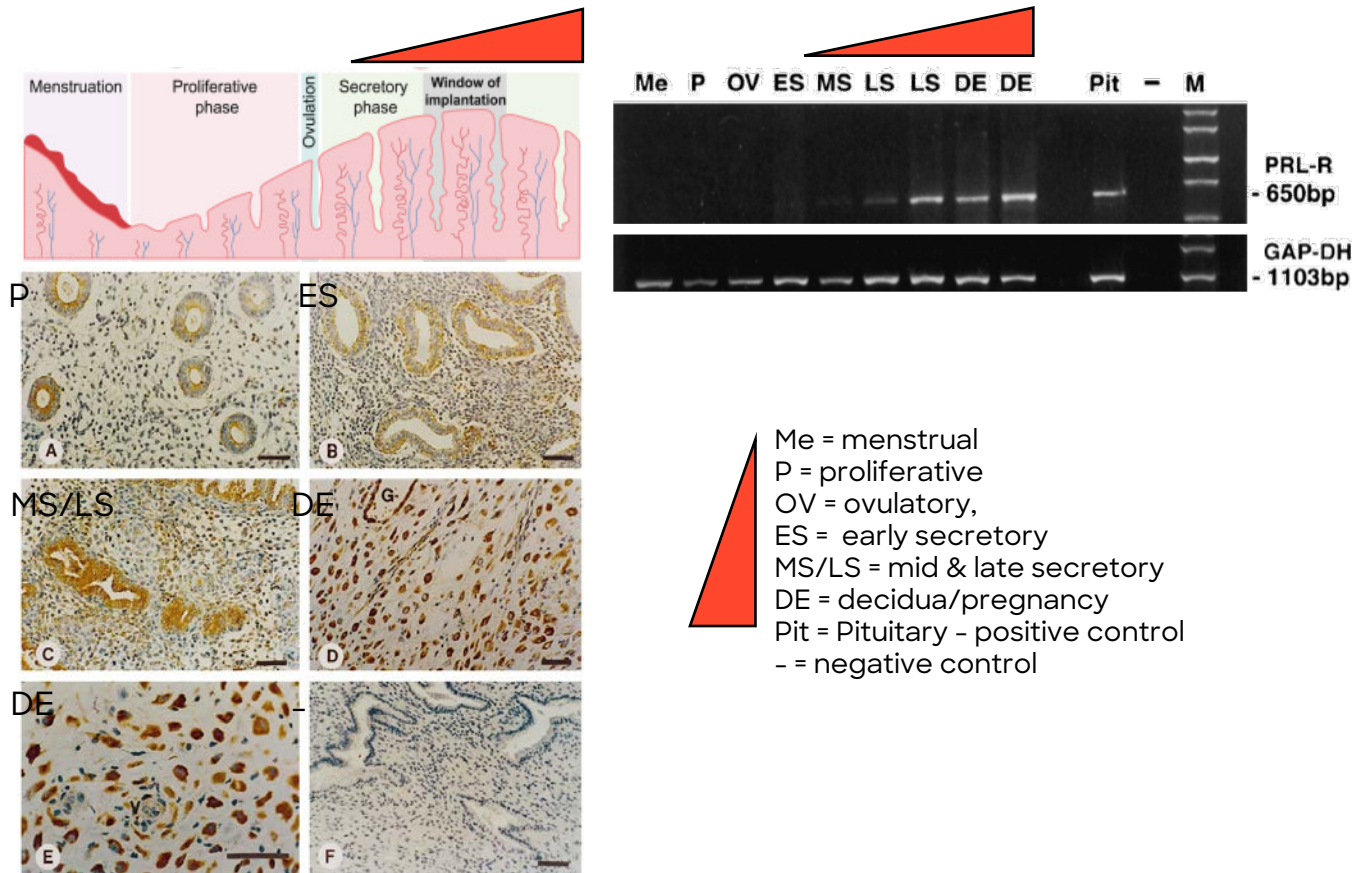 Menstruation
Proliferative
phase
Ovulation
Secretory
phase
Window of
implantation
Me P OV ES MS LS LS DE DE Pit – M
PRL-R
- 650bp
GAP-DH
- 1103bp
P
A
ES
B
MS/LS
C
DE
G
D
DE
V
E
-
F
Me = menstrual
P = proliferative
OV = ovulatory,
ES = early secretory
MS/LS = mid & late secretory
DE = decidua/pregnancy
Pit = Pituitary - positive control
- = negative control